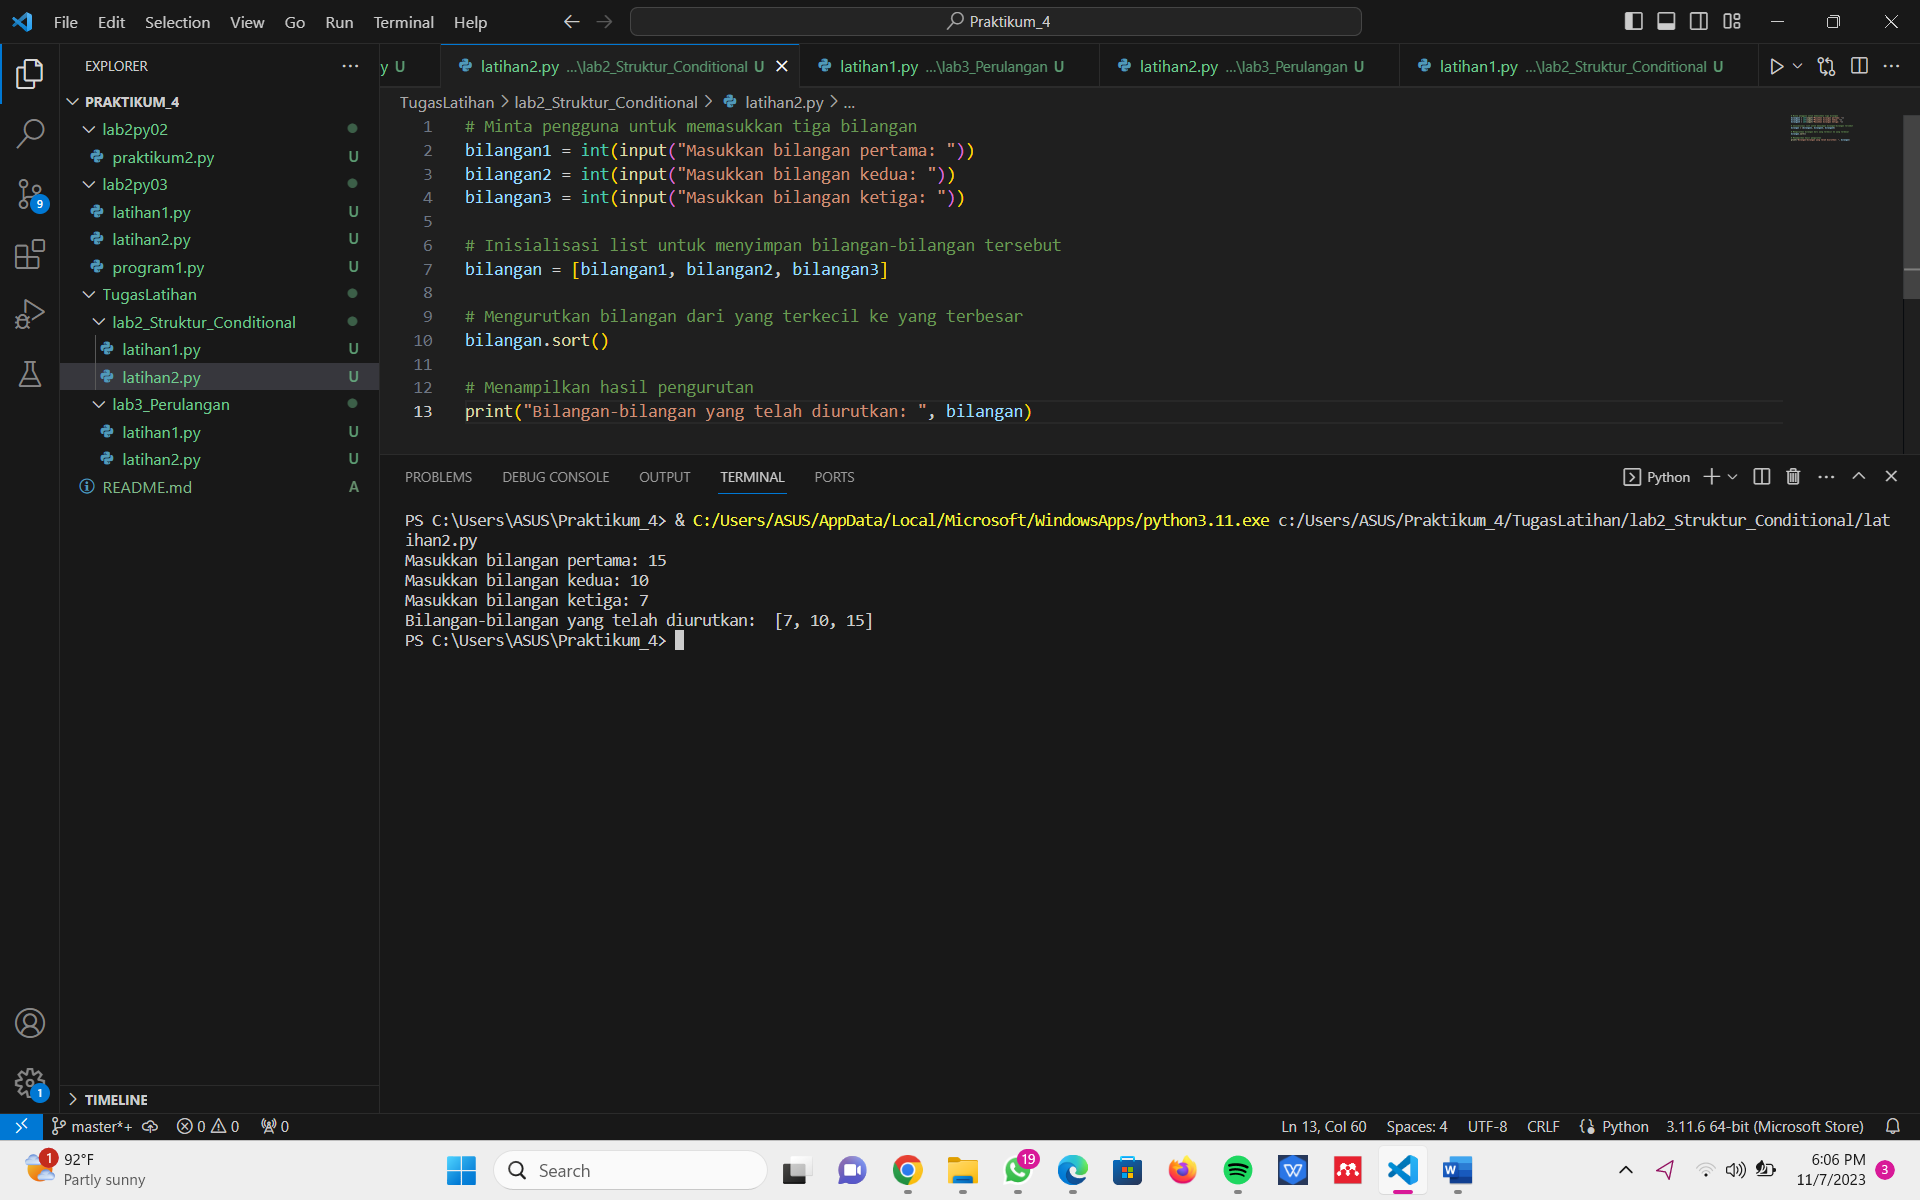 File Edit Selection View Go Run Terminal Help
Praktikum_4
EXPLORER
y U
latihan2.py ...\lab2_Struktur_Conditional U
latihan1.py ...\lab3_Perulangan U
latihan2.py ...\lab3_Perulangan U
latihan1.py ...\lab2_Struktur_Conditional U
PRAKTIKUM_4
lab2py02
praktikum2.py U
lab2py03
latihan1.py U
latihan2.py U
program1.py U
TugasLatihan
lab2_Struktur_Conditional
latihan1.py U
latihan2.py U
lab3_Perulangan
latihan1.py U
latihan2.py U
README.md A
9
1
TIMELINE
TugasLatihan > lab2_Struktur_Conditional > latihan2.py > ...
1 # Minta pengguna untuk memasukkan tiga bilangan
2 bilangan1 = int(input("Masukkan bilangan pertama: "))
3 bilangan2 = int(input("Masukkan bilangan kedua: "))
4 bilangan3 = int(input("Masukkan bilangan ketiga: "))
5
6 # Inisialisasi list untuk menyimpan bilangan-bilangan tersebut
7 bilangan = [bilangan1, bilangan2, bilangan3]
8
9 # Mengurutkan bilangan dari yang terkecil ke yang terbesar
10 bilangan.sort()
11
12 # Menampilkan hasil pengurutan
13 print("Bilangan-bilangan yang telah diurutkan: ", bilangan)
PROBLEMS DEBUG CONSOLE OUTPUT TERMINAL PORTS
Python
PS C:\Users\ASUS\Praktikum_4> & C:/Users/ASUS/AppData/Local/Microsoft/WindowsApps/python3.11.exe c:/Users/ASUS/Praktikum_4/TugasLatihan/lab2_Struktur_Conditional/lat
ihan2.py
Masukkan bilangan pertama: 15
Masukkan bilangan kedua: 10
Masukkan bilangan ketiga: 7
Bilangan-bilangan yang telah diurutkan:  [7, 10, 15]
PS C:\Users\ASUS\Praktikum_4>
master*+ 0 0 0
Ln 13, Col 60 Spaces: 4 UTF-8 CRLF Python 3.11.6 64-bit (Microsoft Store)
1
92°F
Partly sunny
Search
19
6:06 PM
11/7/2023
3